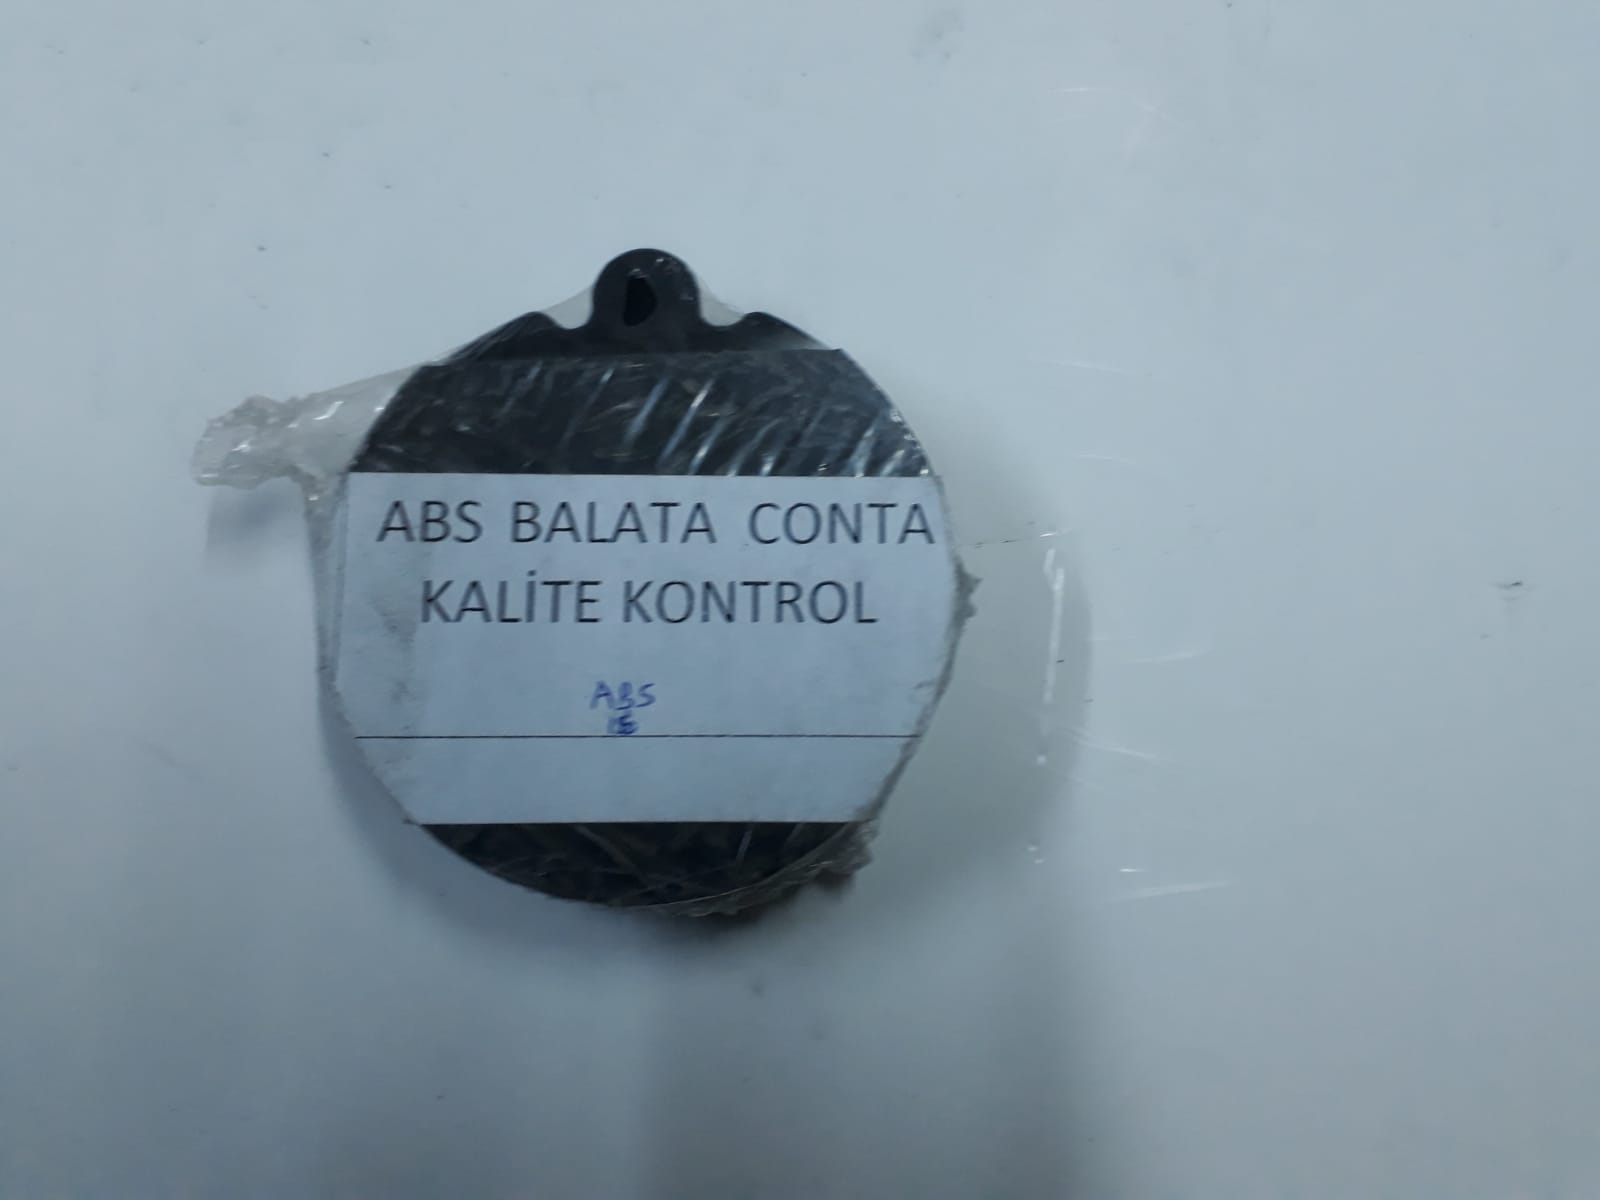 ABS BALATA CONTA
KALİTE KONTROL
ABS